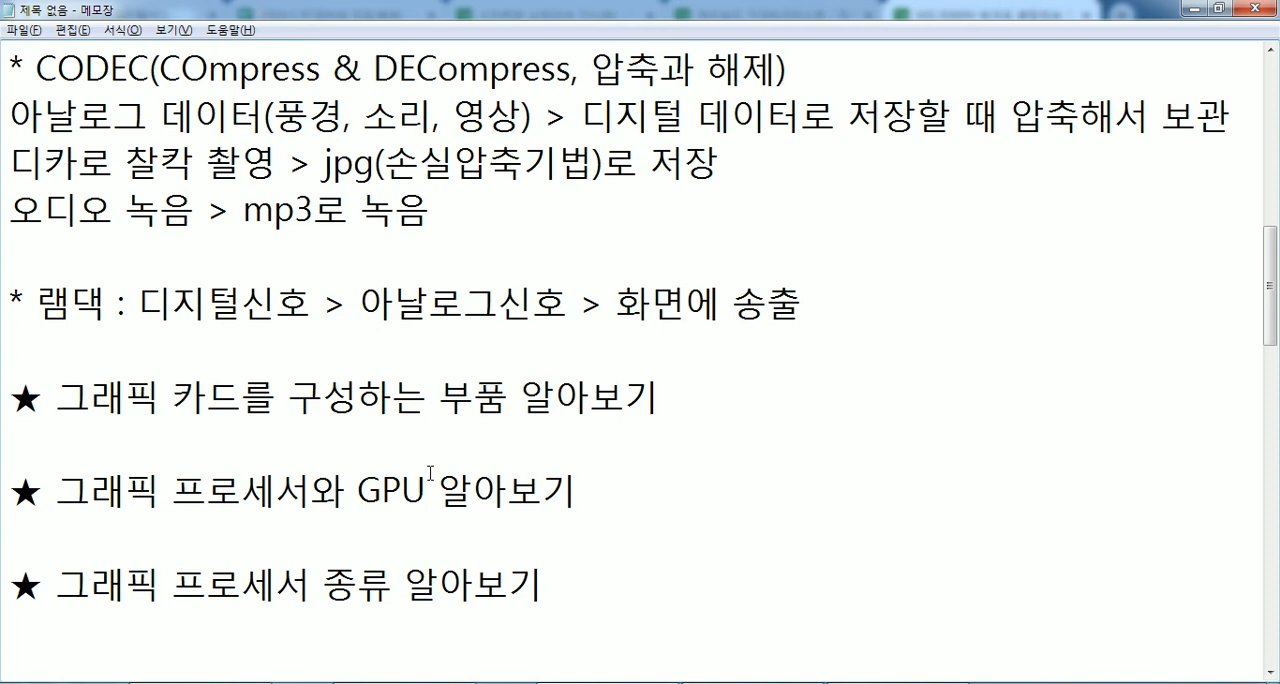 제목 없음 - 메모장
파일(F) 편집(E) 서식(O) 보기(V) 도움말(H)
* CODEC(COmpress & DECompress, 압축과 해제)
아날로그 데이터(풍경, 소리, 영상) > 디지털 데이터로 저장할 때 압축해서 보관
디카로 찰칵 촬영 > jpg(손실압축기법)로 저장
오디오 녹음 > mp3로 녹음
* 램댁 : 디지털신호 > 아날로그신호 > 화면에 송출
★ 그래픽 카드를 구성하는 부품 알아보기
★ 그래픽 프로세서와 GPU 알아보기
★ 그래픽 프로세서 종류 알아보기